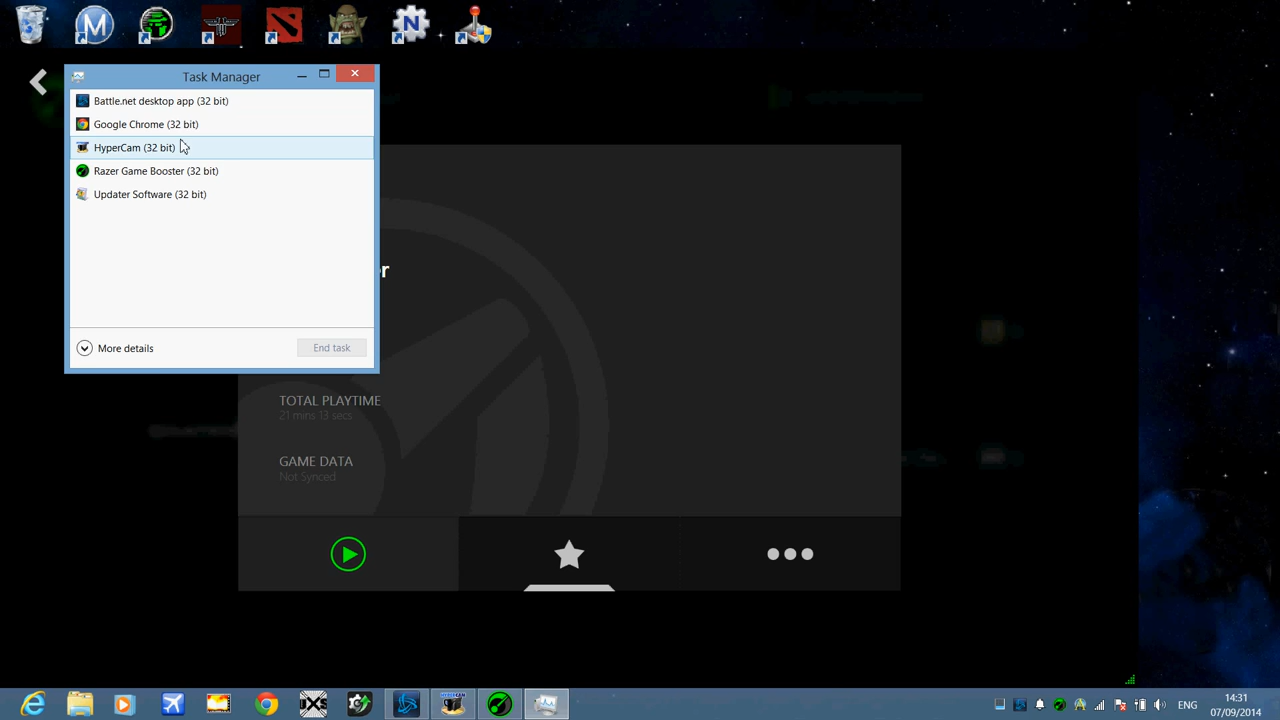 Task Manager
Battle.net desktop app (32 bit)
Google Chrome (32 bit)
HyperCam (32 bit)
Razer Game Booster (32 bit)
Updater Software (32 bit)
More details
End task
TOTAL PLAYTIME
21 mins 13 secs
GAME DATA
Not Synced
ENG
14:31
07/09/2014